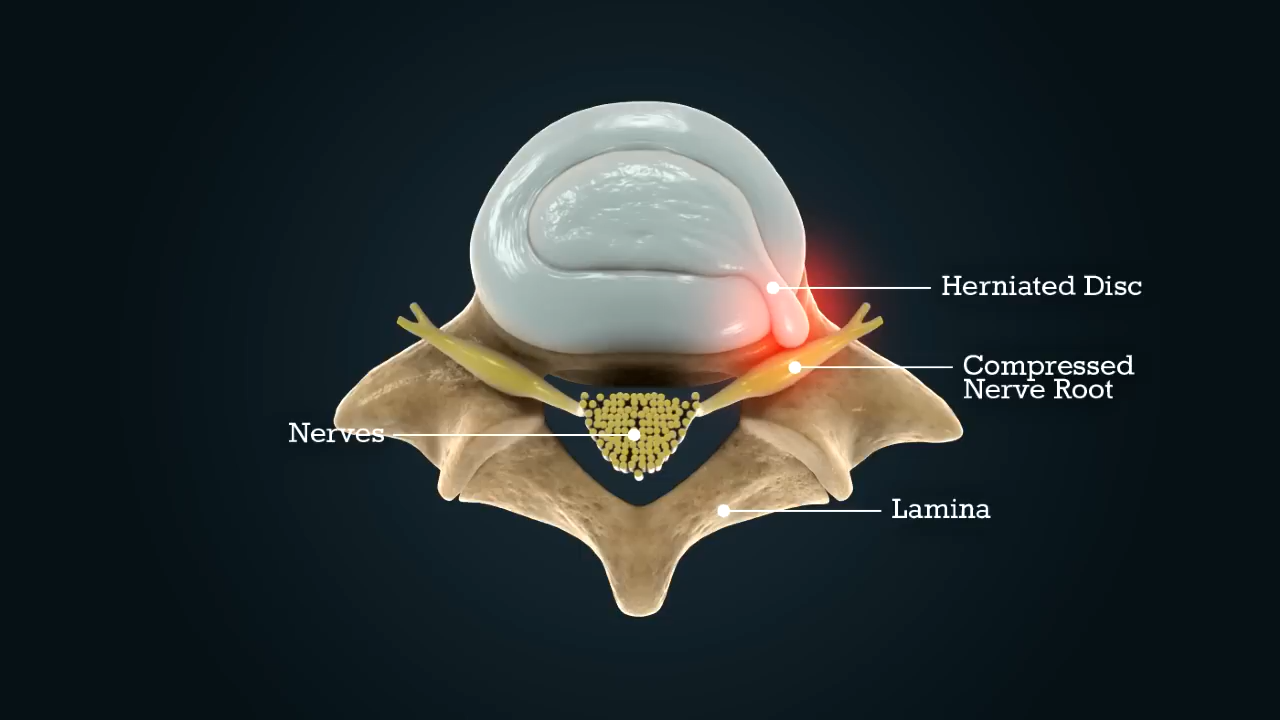 Herniated Disc
Compressed
Nerve Root
Nerves
Lamina